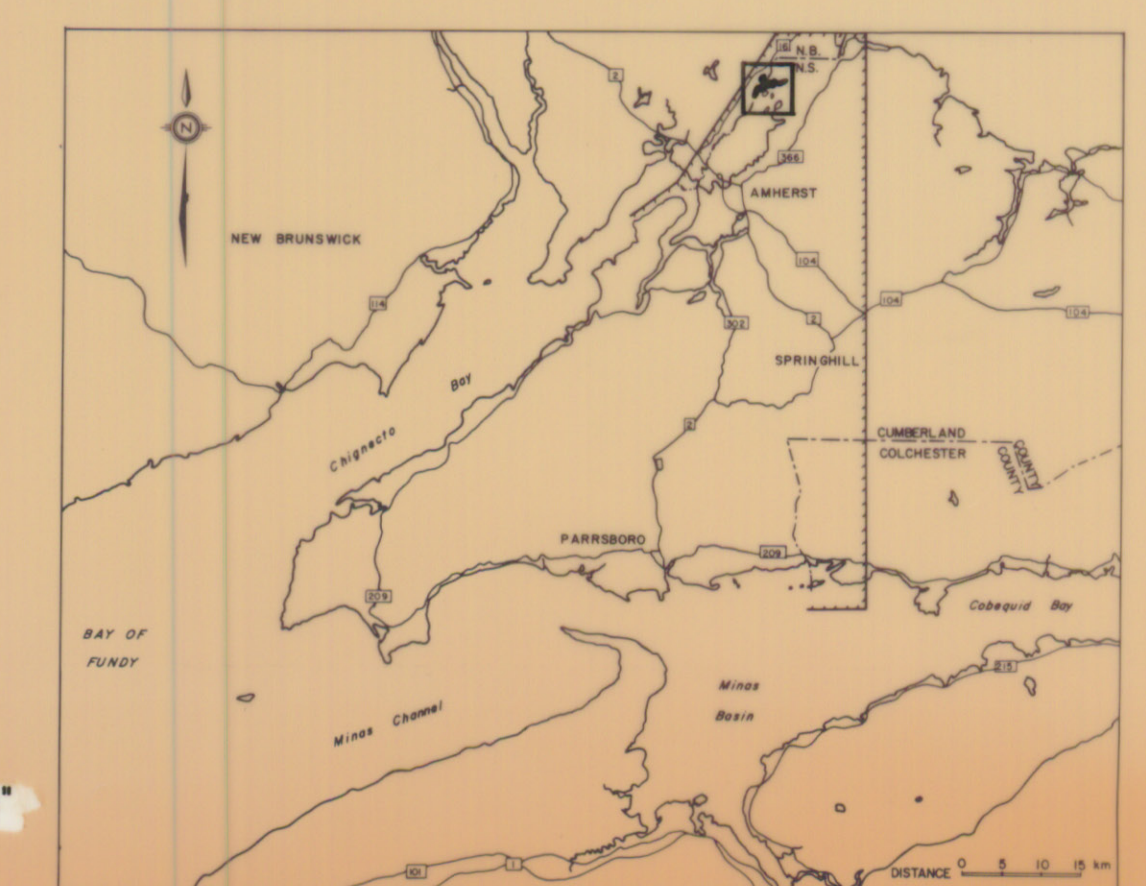 16
N.B.
N.S.
2
366
AMHERST
N
NEW BRUNSWICK
104
114
104
104
302
2
SPRINGHILL
Chignecto Bay
2
CUMBERLAND
COLCHESTER
COUNTY
COUNTY
PARRSBORO
209
209
Cobequid Bay
BAY OF
FUNDY
215
Minas
Basin
Minas Channel
101
1
DISTANCE 0 5 10 15 km
"